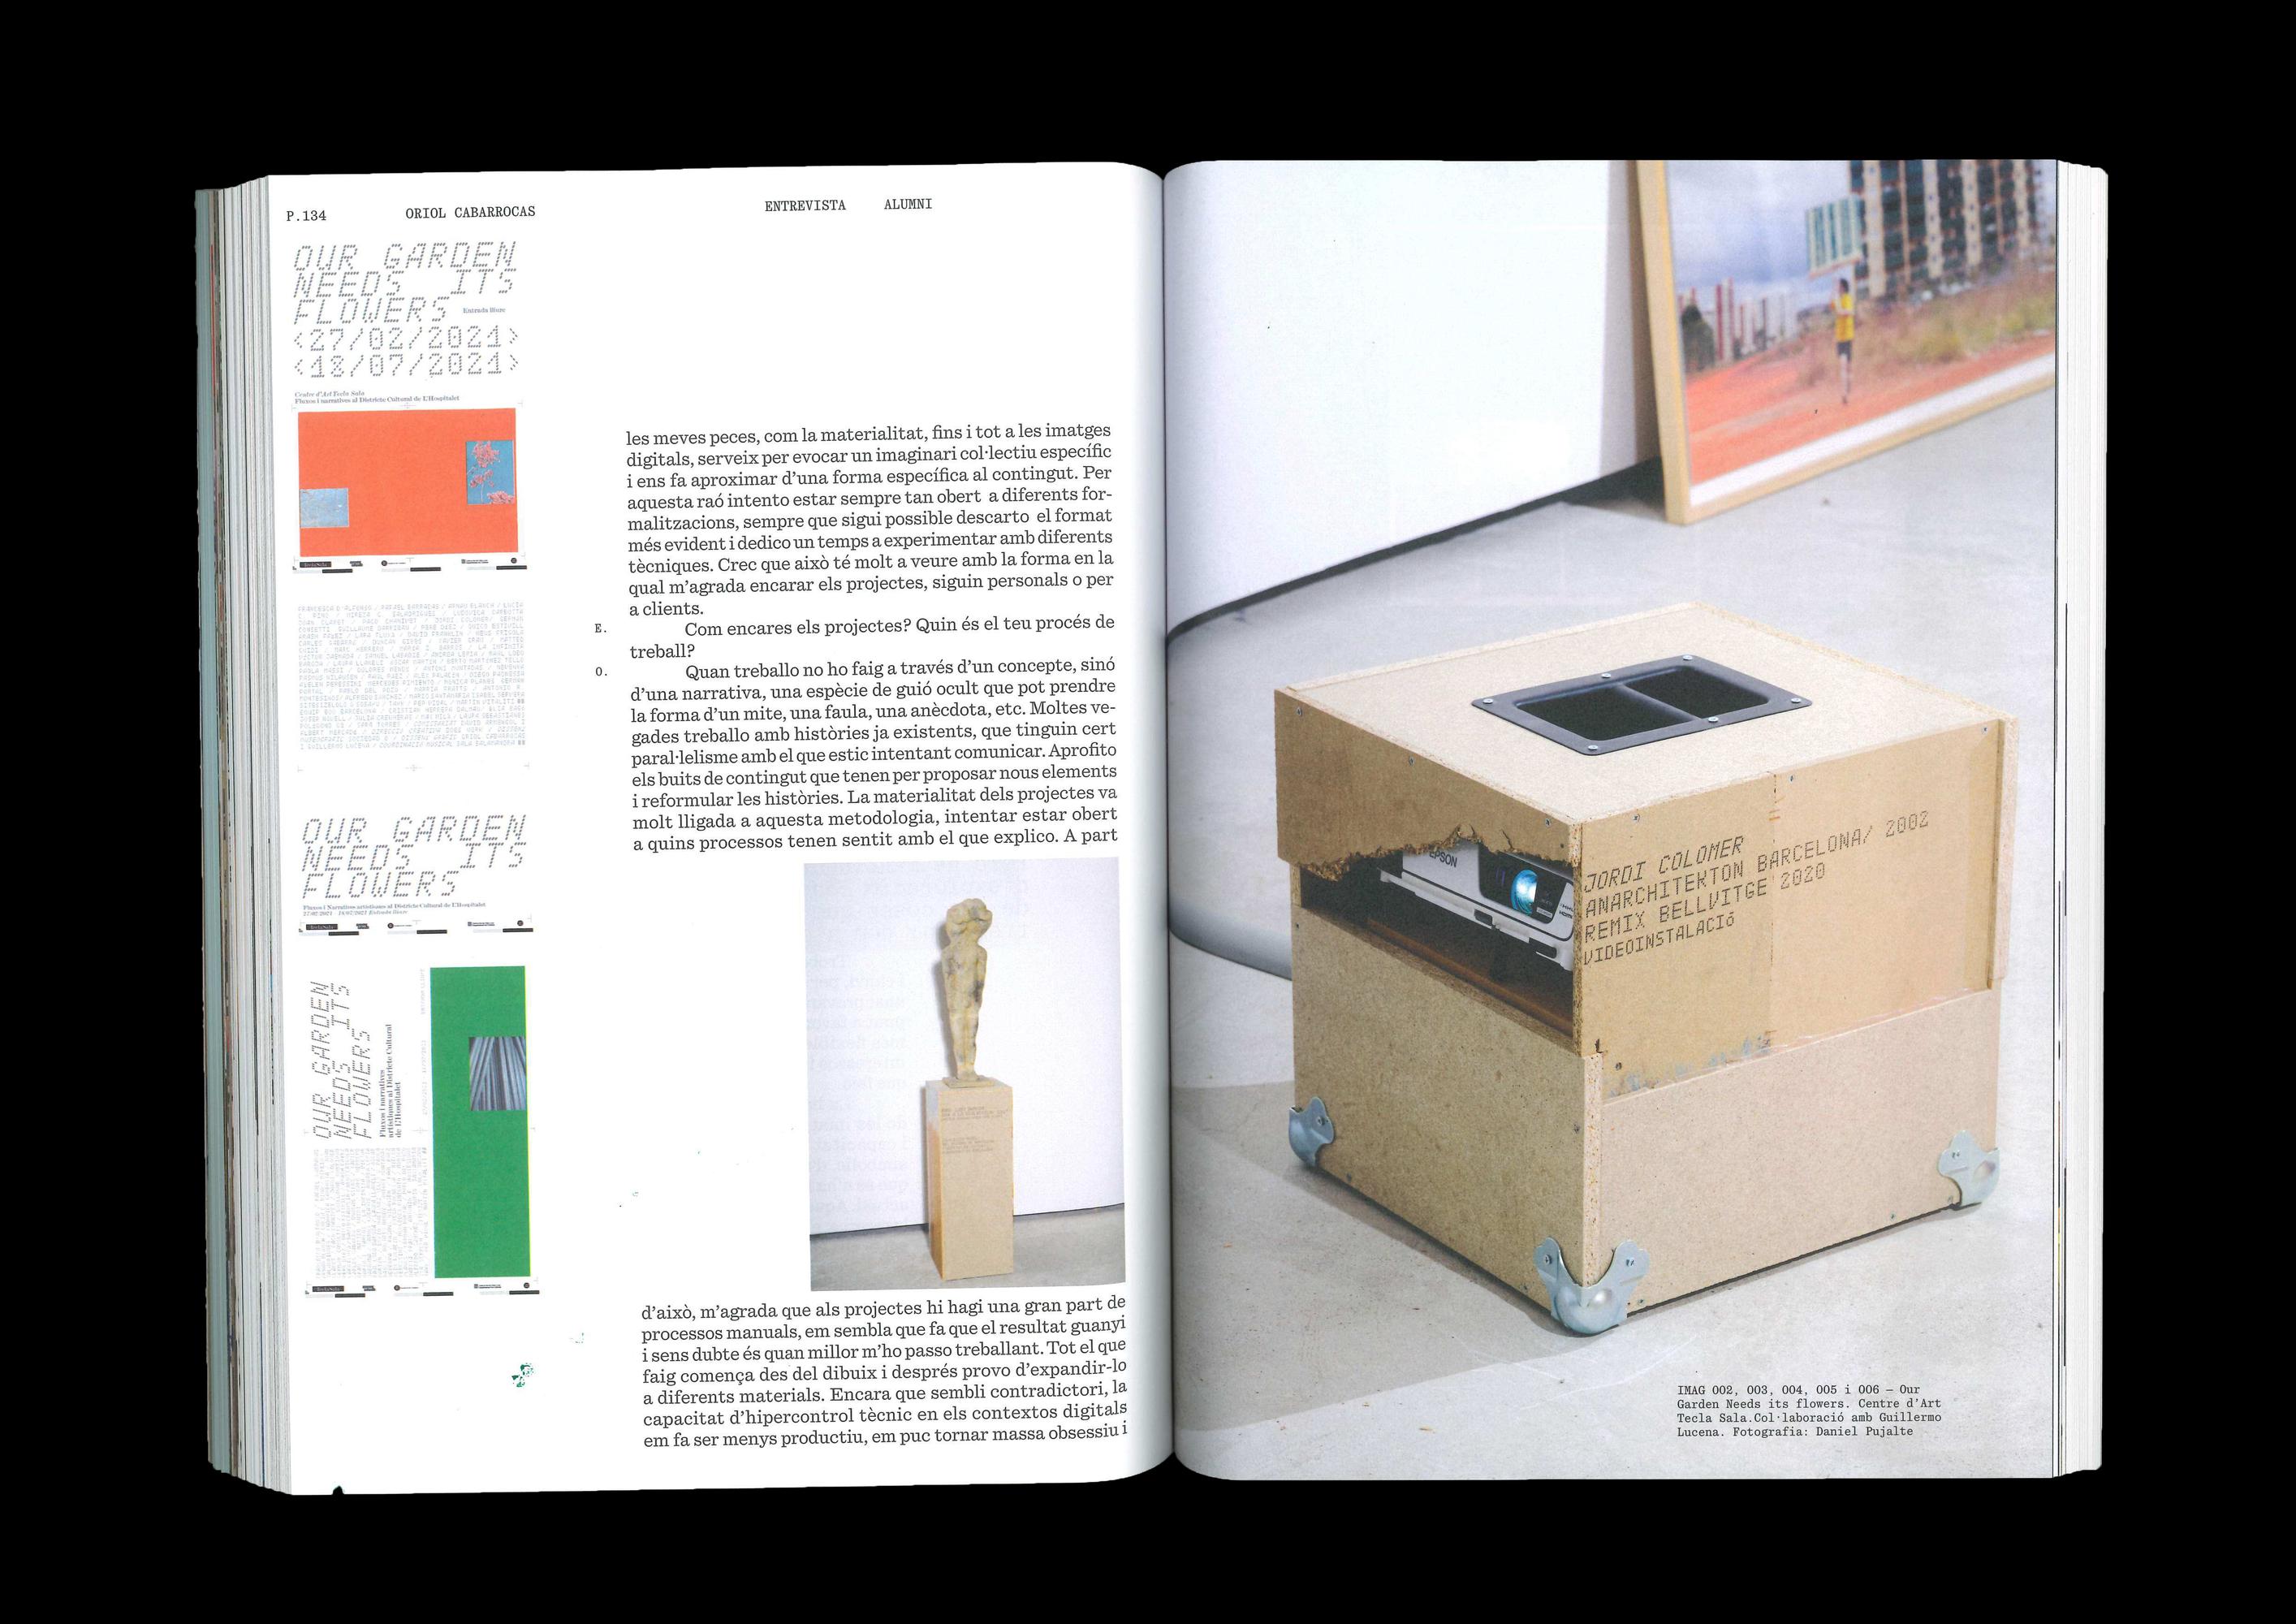 P.134
ORIOL CABARROCAS
ENTREVISTA ALUMNI
OUR GARDEN
NEEDS ITS
FLOWERS
Entrada lliure
<27/02/2021>
<18/07/2021>
Centre d'Art Tecla Sala
Fluxos i narratives al Districte Cultural de L'Hospitalet
OUR GARDEN
NEEDS ITS
FLOWERS
Fluxos i Narratives artístiques al Districte Cultural de L'Hospitalet
27/02/2021 18/07/2021 Entrada lliure
OUR GARDEN
NEEDS ITS
FLOWERS
Fluxos i narratives
artístiques al Districte Cultural
de L'Hospitalet
les meves peces, com la materialitat, fins i tot a les imatges
digitals, serveix per evocar un imaginari col·lectiu específic
i ens fa aproximar d'una forma específica al contingut. Per
aquesta raó intento estar sempre tan obert a diferents for-
malitzacions, sempre que sigui possible descarto el format
més evident i dedico un temps a experimentar amb diferents
tècniques. Crec que això té molt a veure amb la forma en la
qual m'agrada encarar els projectes, siguin personals o per
a clients.
E. Com encares els projectes? Quin és el teu procés de
treball?
O. Quan treballo no ho faig a través d'un concepte, sinó
d'una narrativa, una espècie de guió ocult que pot prendre
la forma d'un mite, una faula, una anècdota, etc. Moltes ve-
gades treballo amb històries ja existents, que tinguin cert
paral·lelisme amb el que estic intentant comunicar. Aprofito
els buits de contingut que tenen per proposar nous elements
i reformular les històries. La materialitat dels projectes va
molt lligada a aquesta metodologia, intentar estar obert
a quins processos tenen sentit amb el que explico. A part
d'això, m'agrada que als projectes hi hagi una gran part de
processos manuals, em sembla que fa que el resultat guanyi
i sens dubte és quan millor m'ho passo treballant. Tot el que
faig comença des del dibuix i després provo d'expandir-lo
a diferents materials. Encara que sembli contradictori, la
capacitat d'hipercontrol tècnic en els contextos digitals
em fa ser menys productiu, em puc tornar massa obsessiu i
EPSON
JORDI COLOMER
ANARCHITEKTON BARCELONA/ 2002
REMIX BELLVITGE 2020
VIDEOINSTALACIÓ
IMAG 002, 003, 004, 005 i 006 – Our
Garden Needs its flowers. Centre d'Art
Tecla Sala.Col·laboració amb Guillermo
Lucena. Fotografia: Daniel Pujalte